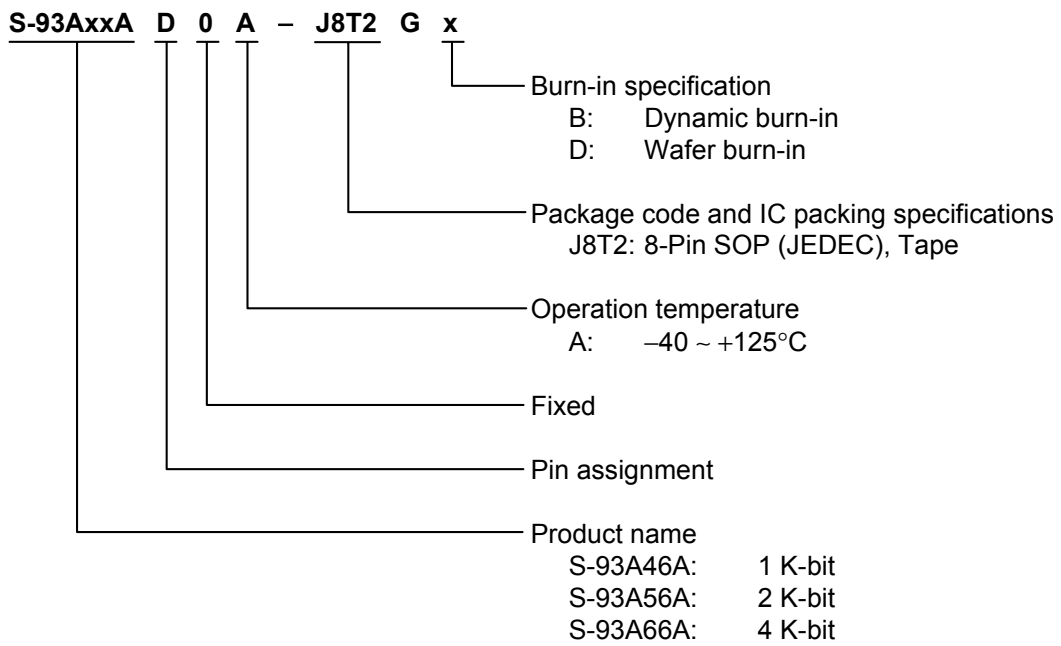 S-93AxxA D 0 A – J8T2 G x
Burn-in specification
B: Dynamic burn-in
D: Wafer burn-in
Package code and IC packing specifications
J8T2: 8-Pin SOP (JEDEC), Tape
Operation temperature
A: −40 ~ +125°C
Fixed
Pin assignment
Product name
S-93A46A: 1 K-bit
S-93A56A: 2 K-bit
S-93A66A: 4 K-bit